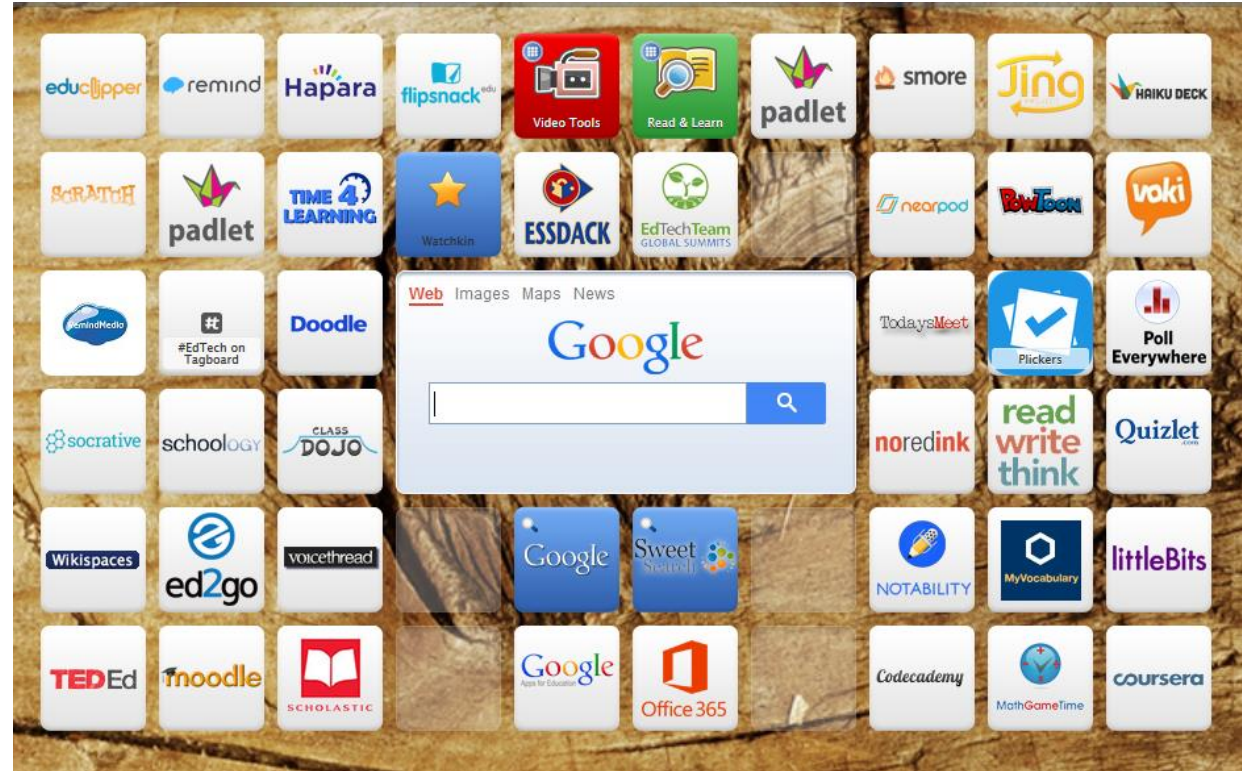 educlipper
remind
Hapara
flipsnack edu
Video Tools
Read & Learn
padlet
smore
Jing
PROJECT
HAIKU DECK
SCRATCH
padlet
TIME 4
LEARNING
Watchkin
ESSDACK
EdTechTeam
GLOBAL SUMMITS
nearpod
PowToon
voki
RemindMedia
#
#EdTech on
Tagboard
Doodle
Web Images Maps News
Google
TodaysMeet
Plickers
Poll
Everywhere
socrative
schoology
CLASS
DOJO
noredink
read
write
think
Quizlet
.com
Wikispaces
ed2go
voicethread
Google
Sweet
Search
NOTABILITY
MyVocabulary
littleBits
TEDEd
moodle
SCHOLASTIC
Google
Apps for Education
Office 365
Codecademy
MathGameTime
coursera